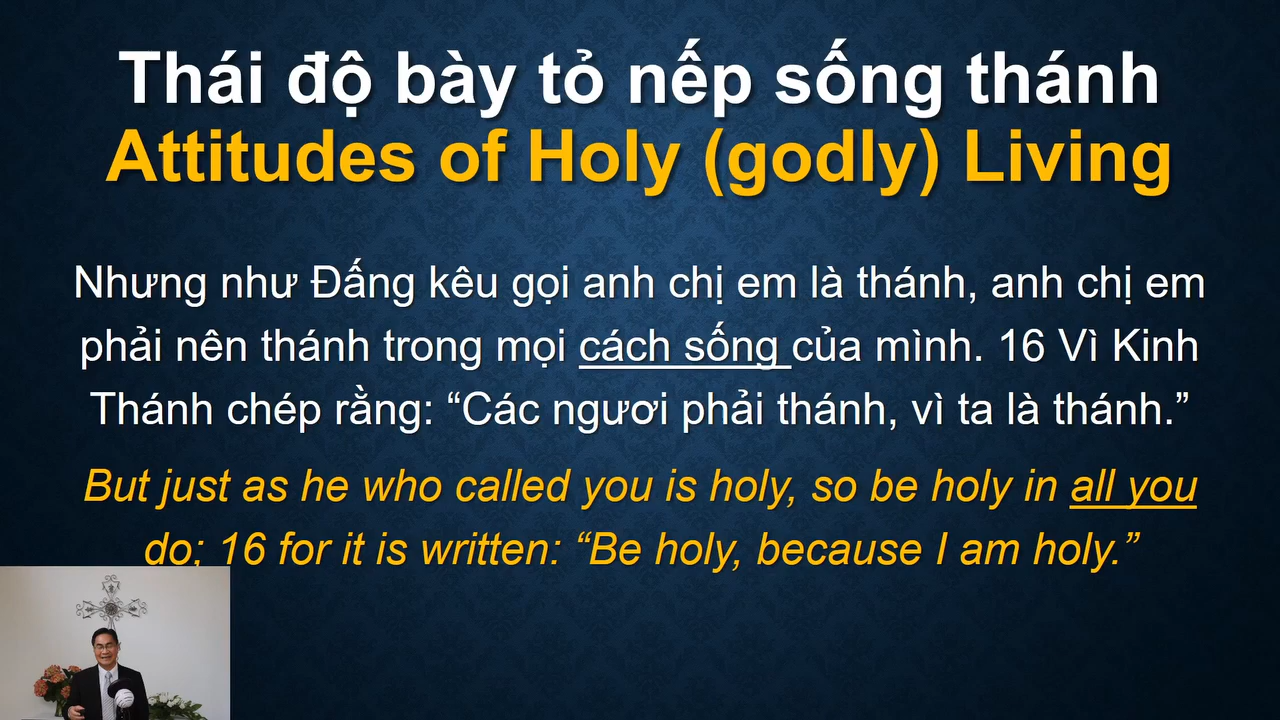 Thái độ bày tỏ nếp sống thánh
Attitudes of Holy (godly) Living
Nhưng như Đấng kêu gọi anh chị em là thánh, anh chị em
phải nên thánh trong mọi cách sống của mình. 16 Vì Kinh
Thánh chép rằng: “Các ngươi phải thánh, vì ta là thánh.”
But just as he who called you is holy, so be holy in all you
do; 16 for it is written: “Be holy, because I am holy.”